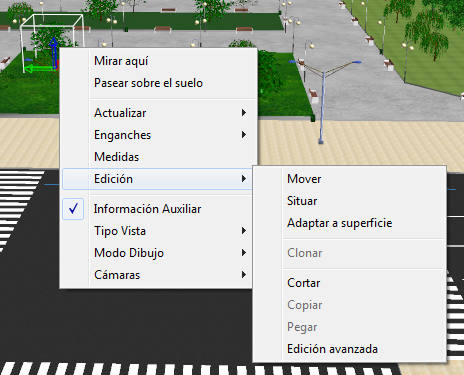 Mirar aquí
Pasear sobre el suelo
Actualizar
Enganches
Medidas
Edición
Información Auxiliar
Tipo Vista
Modo Dibujo
Cámaras
Mover
Situar
Adaptar a superficie
Clonar
Cortar
Copiar
Pegar
Edición avanzada